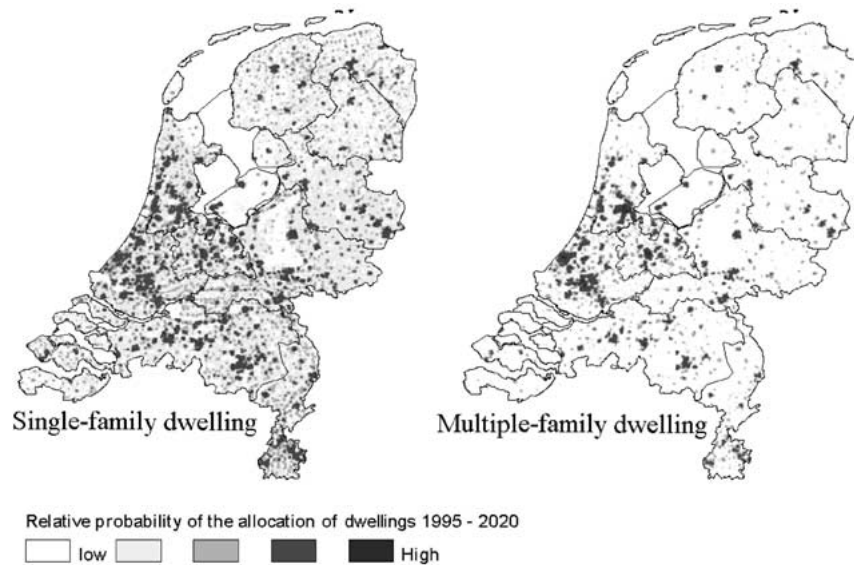 Single-family dwelling
Multiple-family dwelling
Relative probability of the allocation of dwellings 1995 - 2020
low
High